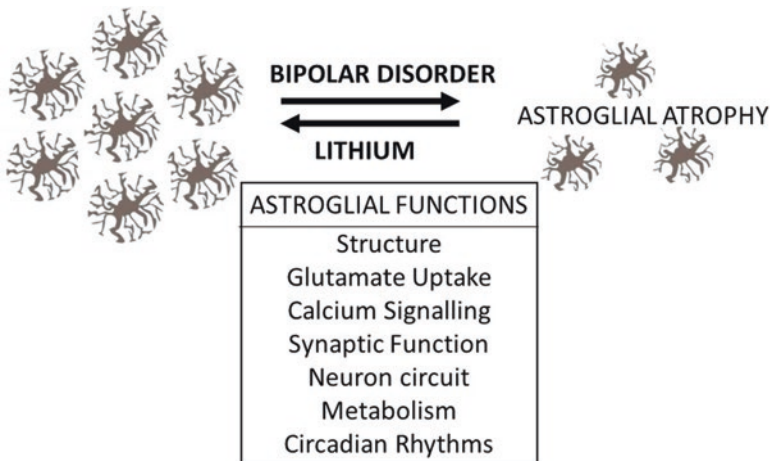 BIPOLAR DISORDER
LITHIUM
ASTROGLIAL ATROPHY
ASTROGLIAL FUNCTIONS
Structure
Glutamate Uptake
Calcium Signalling
Synaptic Function
Neuron circuit
Metabolism
Circadian Rhythms